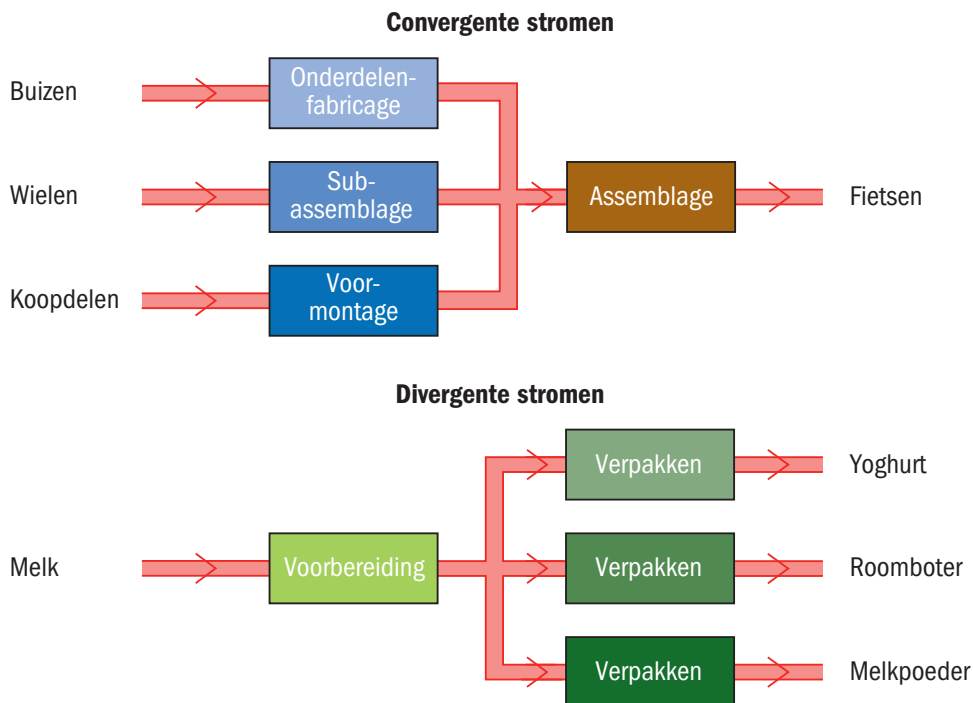 Convergente stromen
Buizen
Onderdelen-
fabricage
Wielen
Sub-
assemblage
Assemblage
Fietsen
Koopdelen
Voor-
montage
Divergente stromen
Verpakken
Yoghurt
Melk
Voorbereiding
Verpakken
Roomboter
Verpakken
Melkpoeder